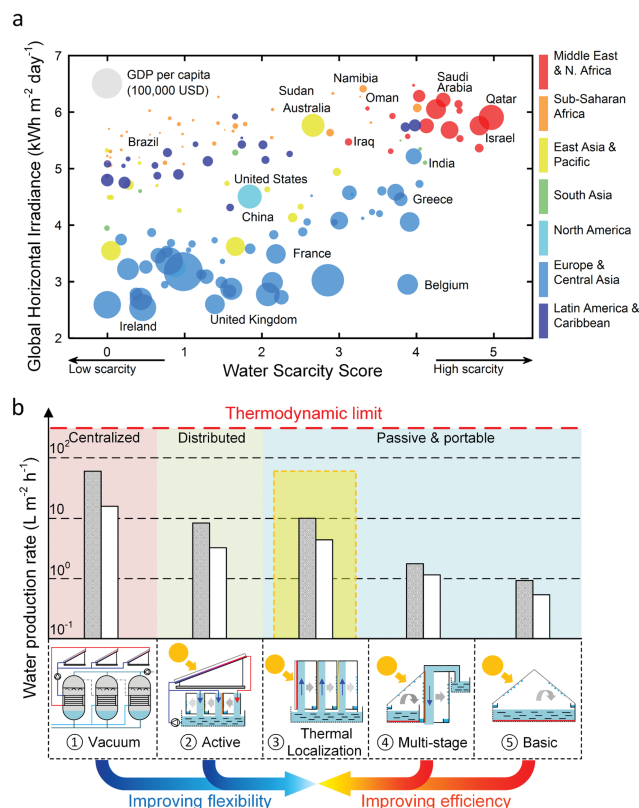 a
Global Horizontal Irradiance (kWh m⁻² day⁻¹)
7
6
5
4
3
2
GDP per capita
(100,000 USD)
Namibia
Saudi
Arabia
Sudan
Oman
Australia
Qatar
Brazil
Iraq
Israel
India
United States
Greece
China
France
Belgium
Ireland
United Kingdom
0
1
2
3
4
5
Low scarcity
Water Scarcity Score
High scarcity
Middle East
& N. Africa
Sub-Saharan
Africa
East Asia &
Pacific
South Asia
North America
Europe &
Central Asia
Latin America &
Caribbean
b
Thermodynamic limit
Centralized
Distributed
Passive & portable
Water production rate (L m⁻² h⁻¹)
10²
10
10⁰
10⁻¹
① Vacuum
② Active
③ Thermal
Localization
④ Multi-stage
⑤ Basic
Improving flexibility
Improving efficiency